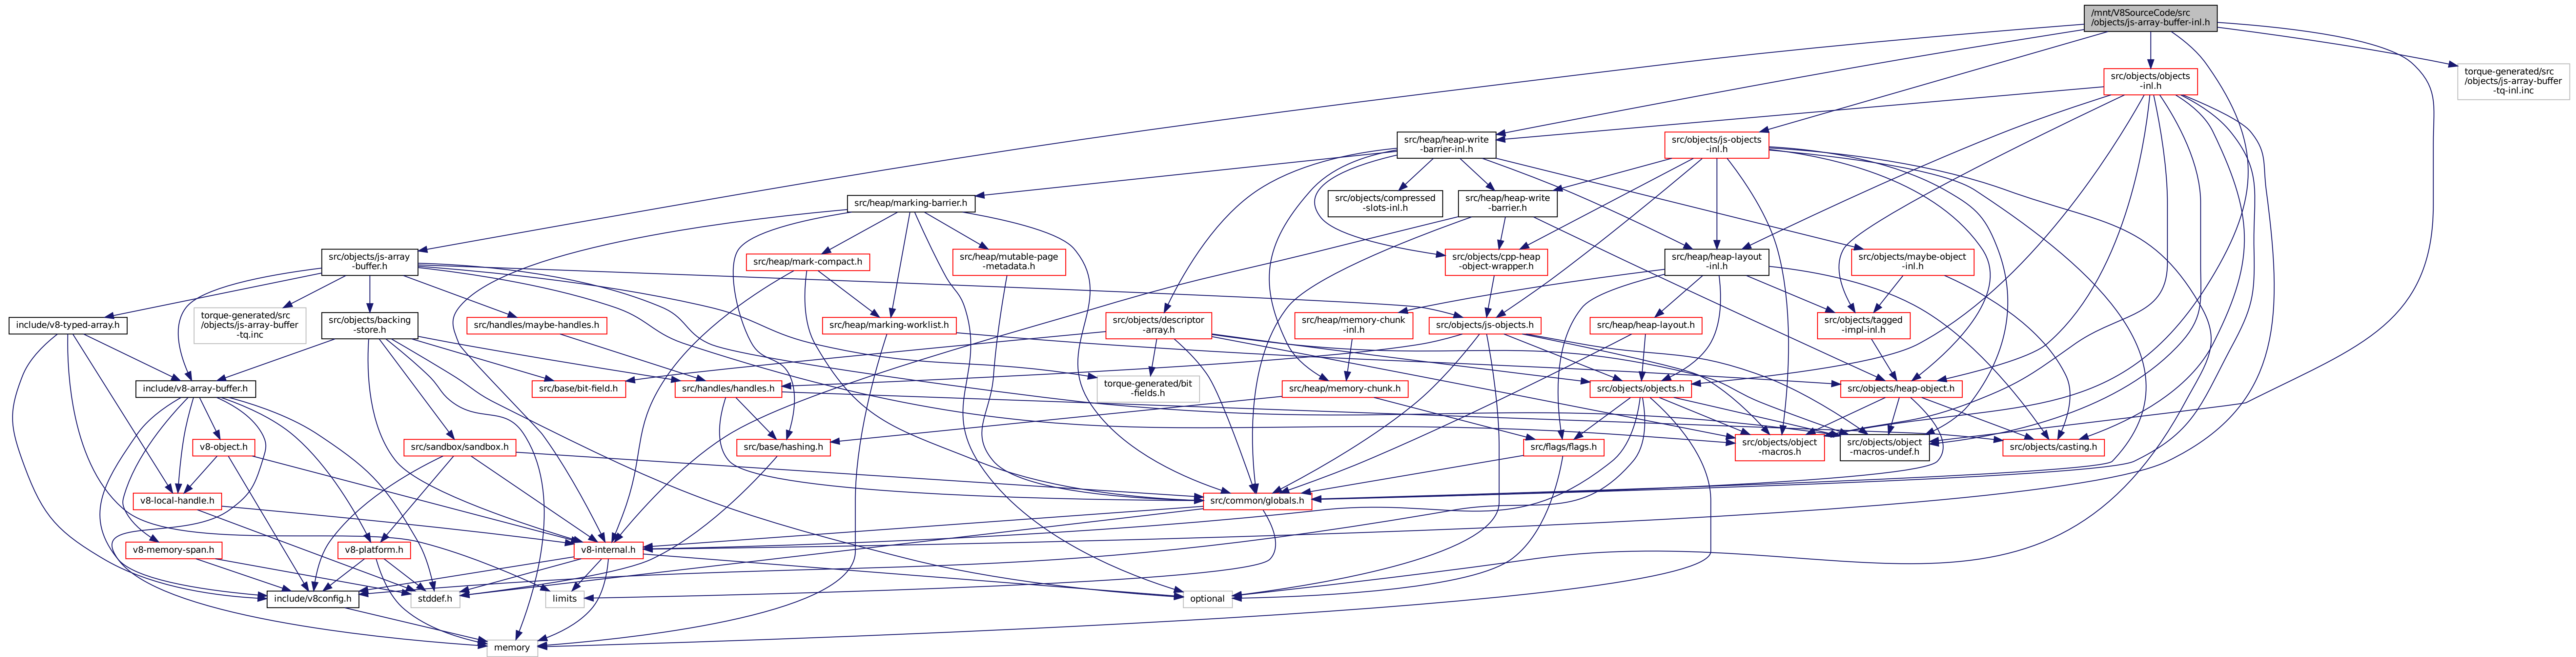 /mnt/V8SourceCode/src
/objects/js-array-buffer-inl.h
torque-generated/src
/objects/js-array-buffer
-tq-inl.inc
src/objects/objects
-inl.h
src/heap/heap-write
-barrier-inl.h
src/objects/js-objects
-inl.h
src/heap/marking-barrier.h
src/objects/compressed
-slots-inl.h
src/heap/heap-write
-barrier.h
src/objects/js-array
-buffer.h
src/heap/mark-compact.h
src/heap/mutable-page
-metadata.h
src/objects/cpp-heap
-object-wrapper.h
src/heap/heap-layout
-inl.h
src/objects/maybe-object
-inl.h
include/v8-typed-array.h
torque-generated/src
/objects/js-array-buffer
-tq.inc
src/objects/backing
-store.h
src/handles/maybe-handles.h
src/heap/marking-worklist.h
src/objects/descriptor
-array.h
src/heap/memory-chunk
-inl.h
src/objects/js-objects.h
src/heap/heap-layout.h
src/objects/tagged
-impl-inl.h
include/v8-array-buffer.h
src/base/bit-field.h
src/handles/handles.h
torque-generated/bit
-fields.h
src/heap/memory-chunk.h
src/objects/objects.h
src/objects/heap-object.h
v8-object.h
src/sandbox/sandbox.h
src/base/hashing.h
src/flags/flags.h
src/objects/object
-macros.h
src/objects/object
-macros-undef.h
src/objects/casting.h
v8-local-handle.h
src/common/globals.h
v8-memory-span.h
v8-platform.h
v8-internal.h
include/v8config.h
stddef.h
limits
optional
memory